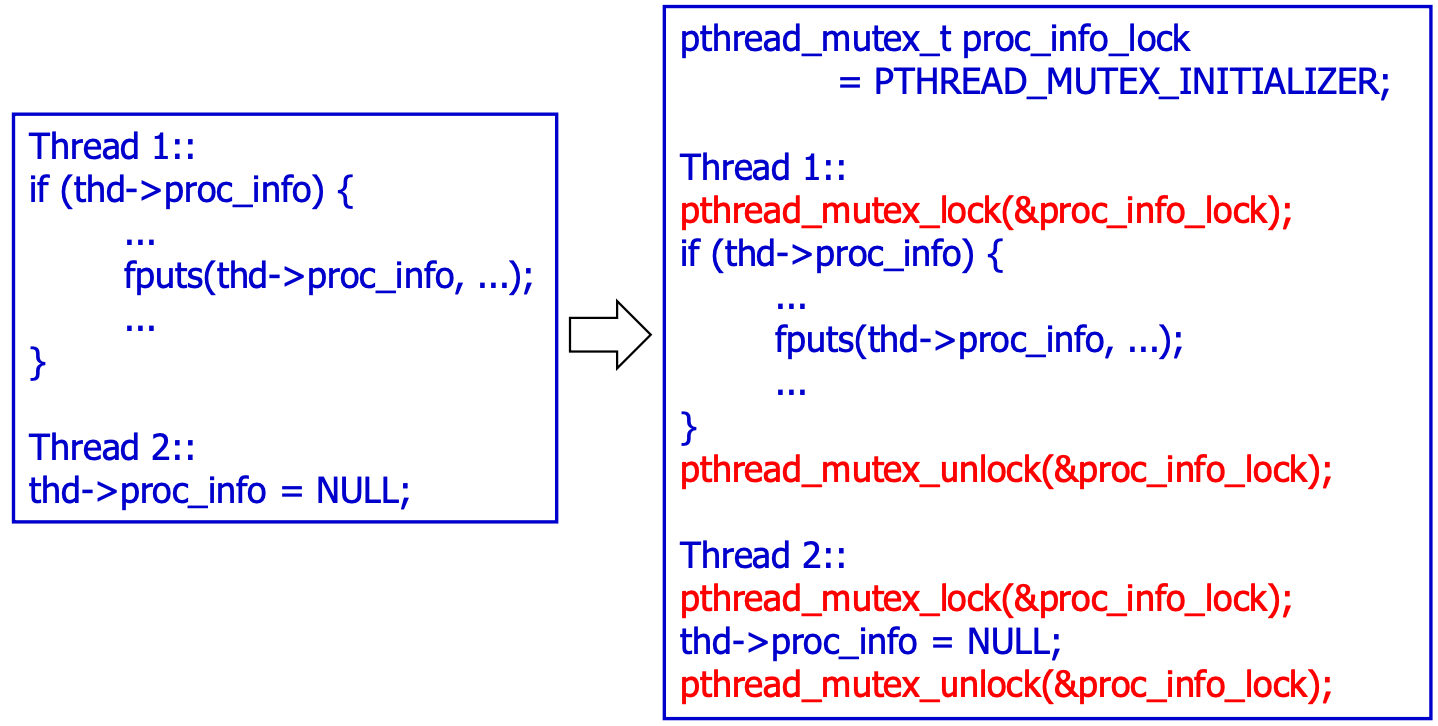 Thread 1::
if (thd->proc_info) {
...
fputs(thd->proc_info, ...);
...
}
Thread 2::
thd->proc_info = NULL;
pthread_mutex_t proc_info_lock
= PTHREAD_MUTEX_INITIALIZER;
Thread 1::
pthread_mutex_lock(&proc_info_lock);
if (thd->proc_info) {
...
fputs(thd->proc_info, ...);
...
}
pthread_mutex_unlock(&proc_info_lock);
Thread 2::
pthread_mutex_lock(&proc_info_lock);
thd->proc_info = NULL;
pthread_mutex_unlock(&proc_info_lock);